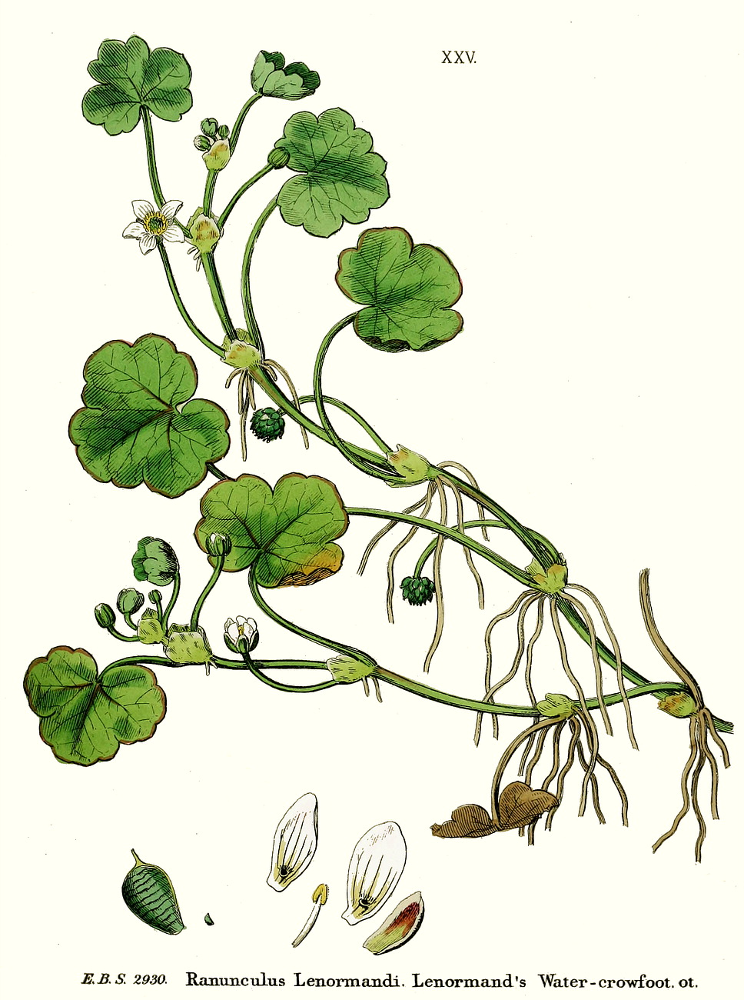 XXV.
E. B. S. 2930. Ranunculus Lenormandi. Lenormand's Water-crowfoot. ot.